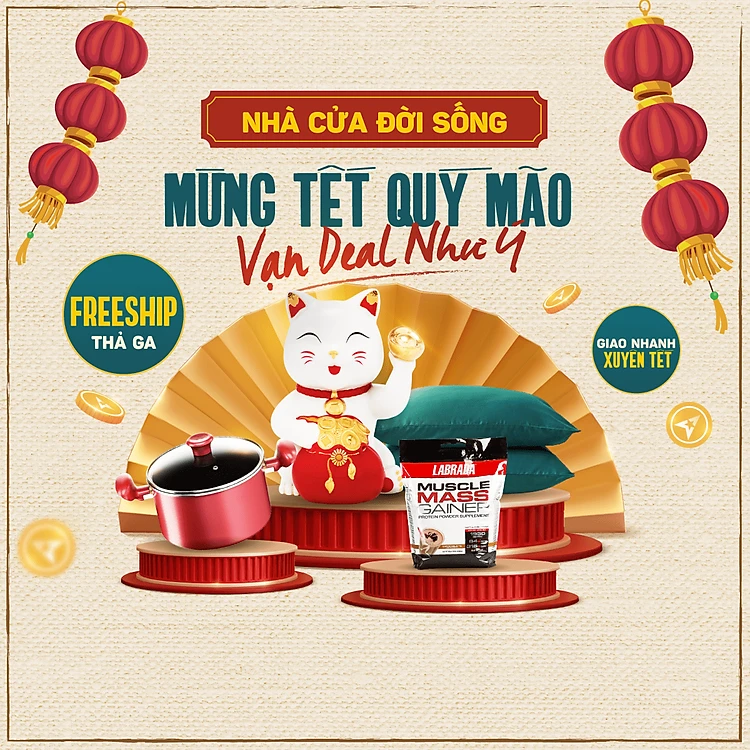 NHÀ CỬA ĐỜI SỐNG
MỪNG TẾT QUÝ MÃO
Vạn Deal Như Ý
FREESHIP
THẢ GA
GIAO NHANH
XUYÊN TẾT
LABRADA
MUSCLE
MASS
GAINER
PROTEIN POWDER SUPPLEMENT